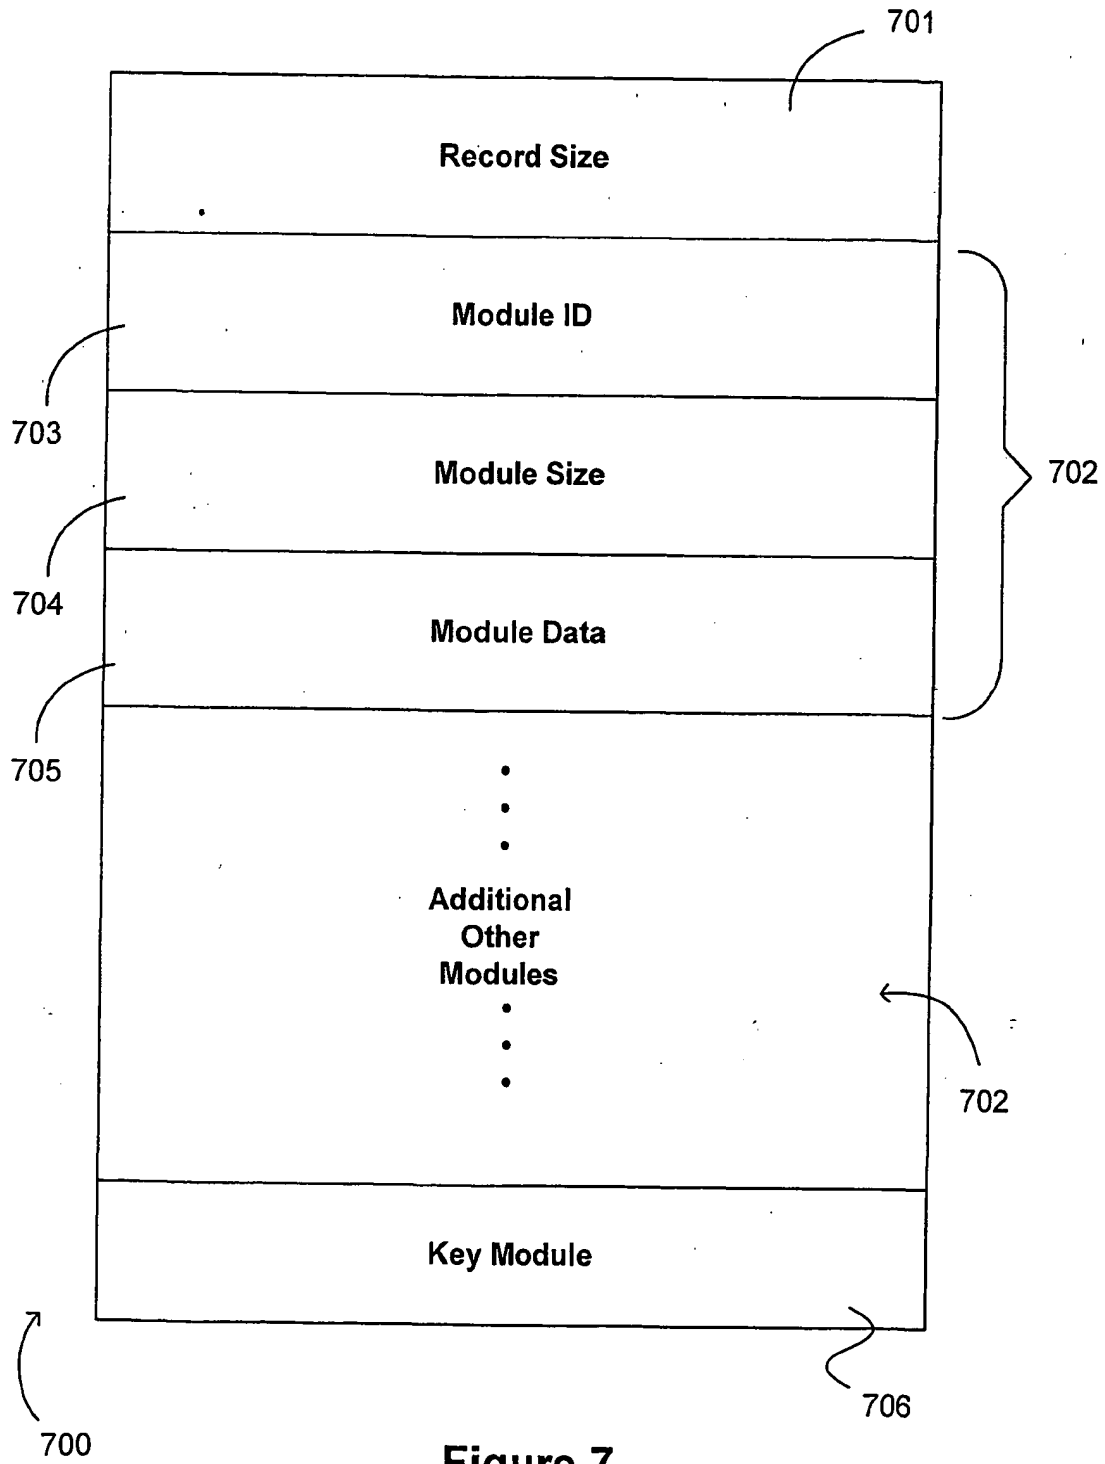 701
Record Size
Module ID
703
Module Size
702
704
Module Data
705
Additional
Other
Modules
702
Key Module
706
700
Figure 7